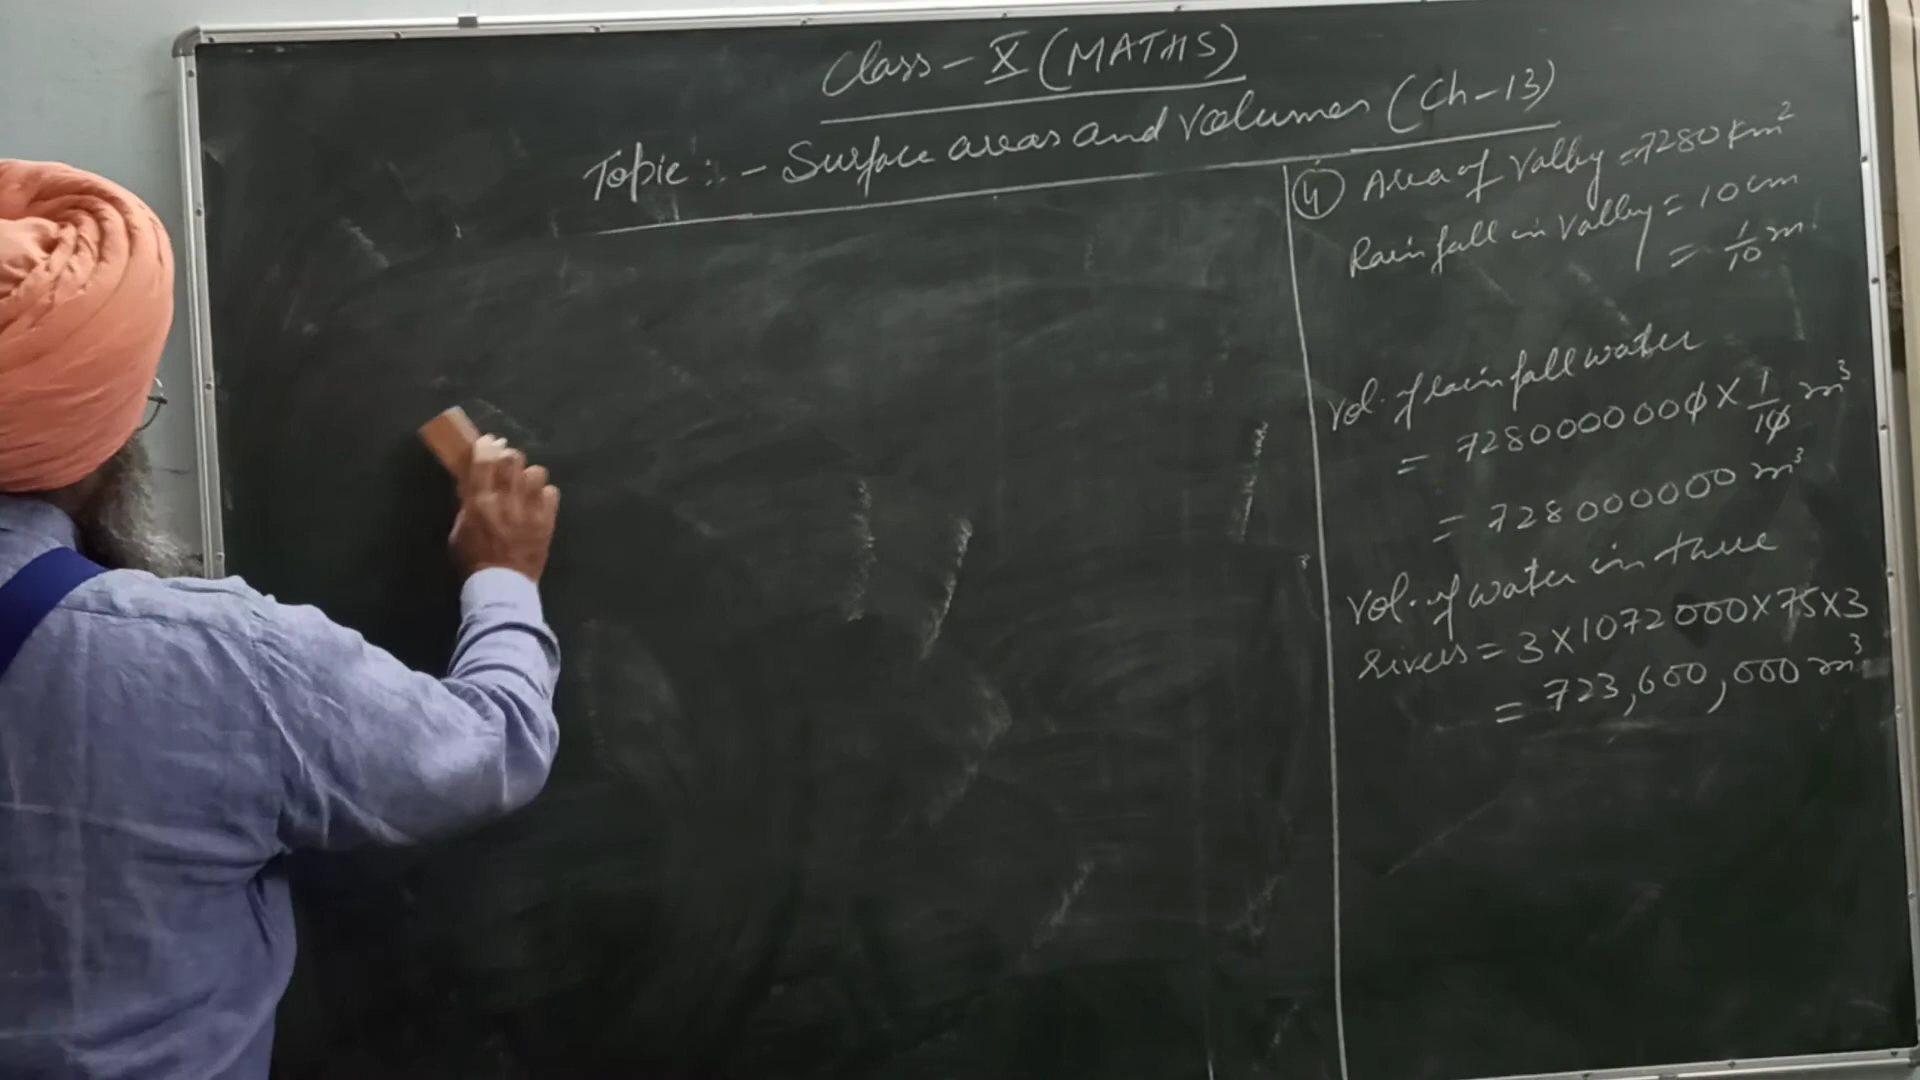 Class - X (MATHS)
Topic :- Surface areas and volumes (Ch-13)
④ Area of Valley = 7280 km²
Rainfall in valley = 10 cm
= 1/10 m
Vol. of rainfall water
= 7280000000 × 1/10 m³
= 728000000 m³
Vol. of water in three
rivers = 3×1072000×75×3
= 723,600,000 m³